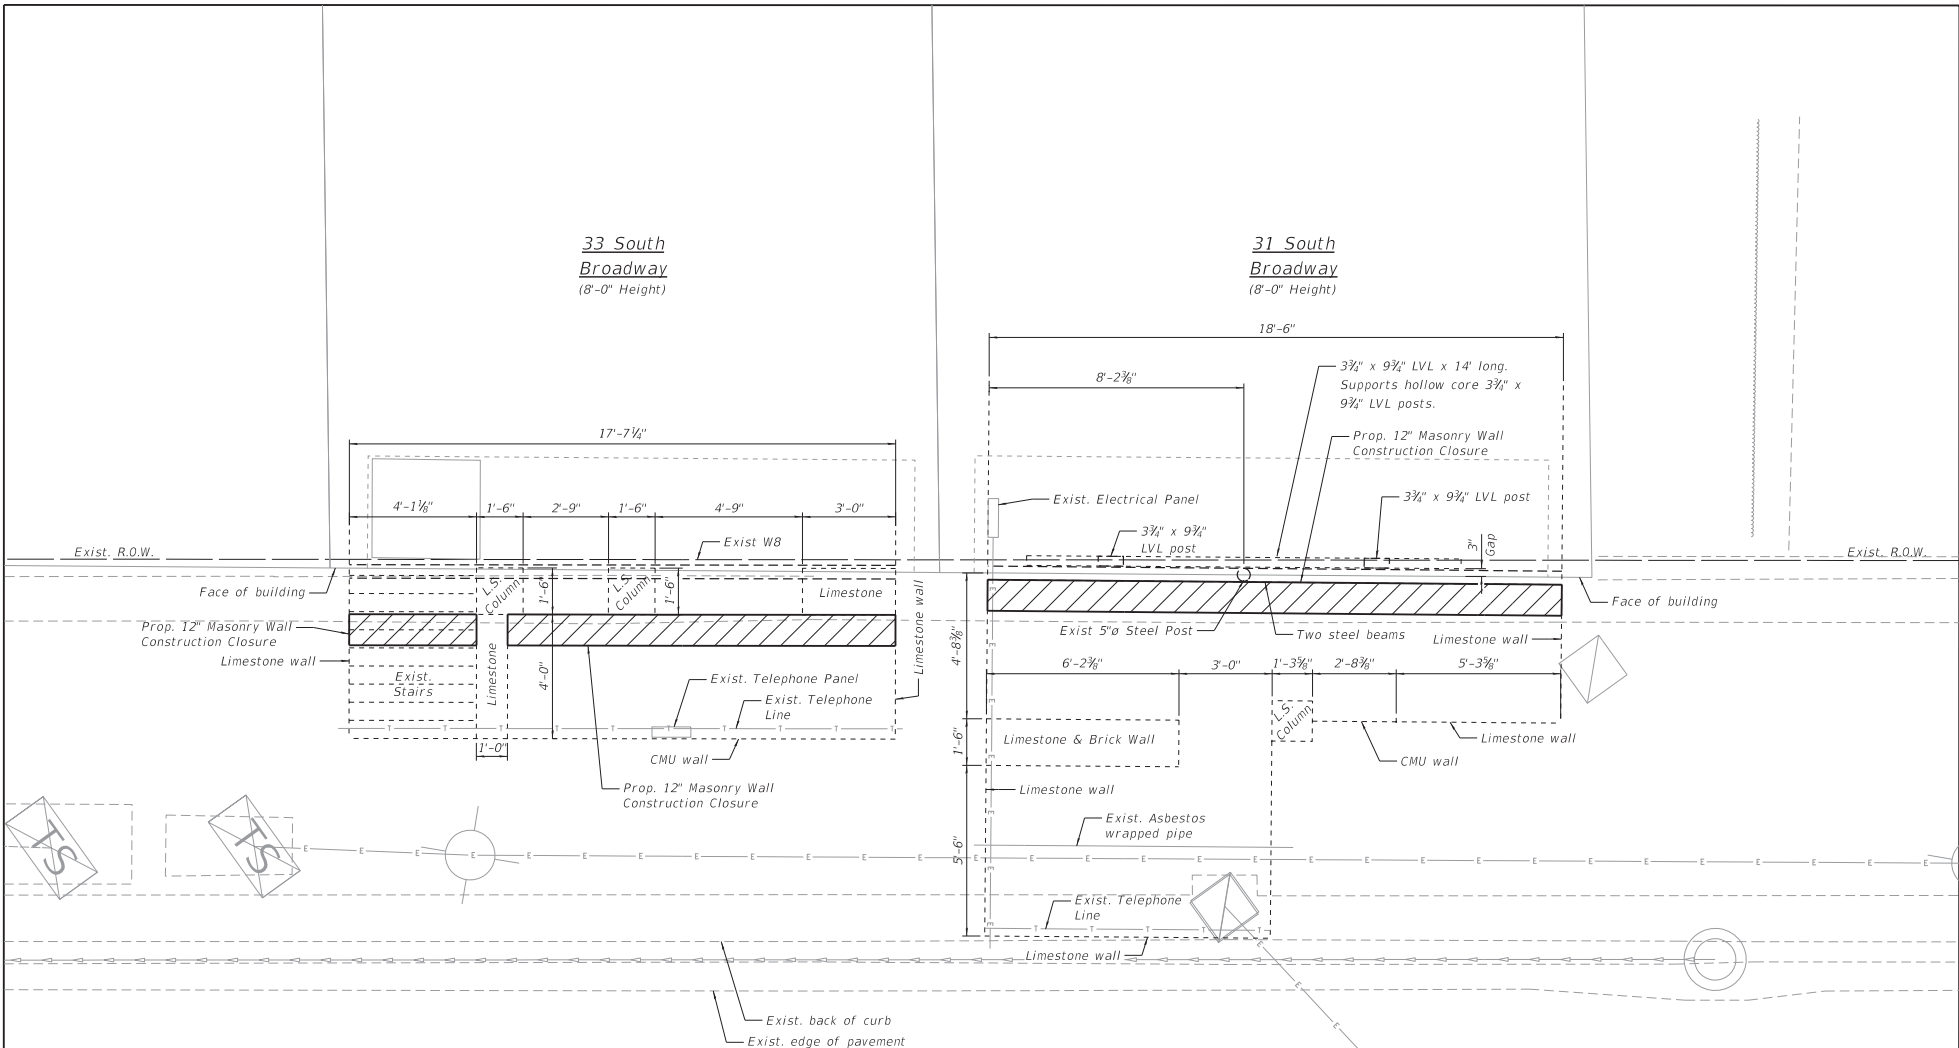 33 South
Broadway
(8'-0" Height)
31 South
Broadway
(8'-0" Height)
18'-6"
8'-2⅜"
3¾" x 9¾" LVL x 14' long.
Supports hollow core 3¾" x
9¾" LVL posts.
Prop. 12" Masonry Wall
Construction Closure
17'-7¼"
4'-1⅛"
1'-6"
2'-9"
1'-6"
4'-9"
3'-0"
Exist. Electrical Panel
3¾" x 9¾" LVL post
3¾" x 9¾"
LVL post
3"
Gap
Exist W8
Exist. R.O.W.
Exist. R.O.W.
Face of building
L.S.
Column
1'-6"
L.S.
Column
1'-6"
Limestone
Limestone wall
Face of building
Prop. 12" Masonry Wall
Construction Closure
Limestone wall
Exist.
Stairs
Limestone
4'-0"
Exist 5"ø Steel Post
Two steel beams
Limestone wall
4'-8⅜"
6'-2⅜"
3'-0"
1'-3⅝"
2'-8⅜"
5'-3⅝"
Exist. Telephone Panel
Exist. Telephone
Line
T T T T T T T T T
CMU wall
1'-0"
Prop. 12" Masonry Wall
Construction Closure
L.S.
Column
1'-6"
Limestone & Brick Wall
Limestone wall
CMU wall
Limestone wall
Exist. Asbestos
wrapped pipe
5'-6"
TS
TS
E E E E E E E E E E E E E E E E E E E E E E E E E E E E E E
E E E E E E E
Exist. Telephone
Line
T T T T T
Limestone wall
E
E
E
Exist. back of curb
Exist. edge of pavement